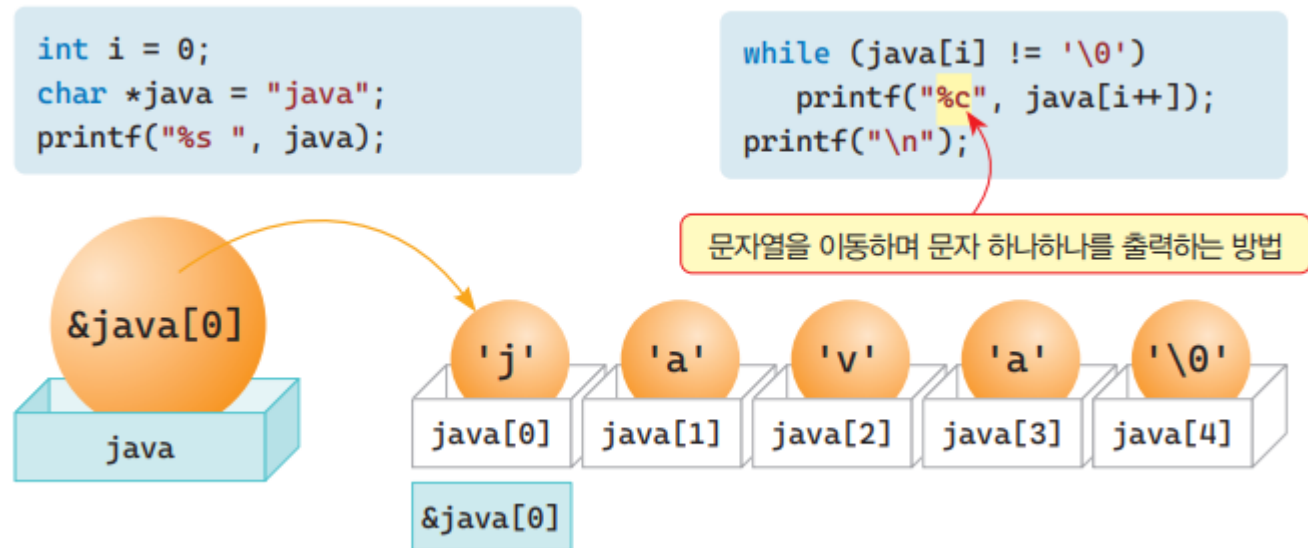 int i = 0;
char *java = "java";
printf("%s ", java);
while (java[i] != '\0')
   printf("%c", java[i++]);
printf("\n");
문자열을 이동하며 문자 하나하나를 출력하는 방법
&java[0]
java
'j' 'a' 'v' 'a' '\0'
java[0] java[1] java[2] java[3] java[4]
&java[0]